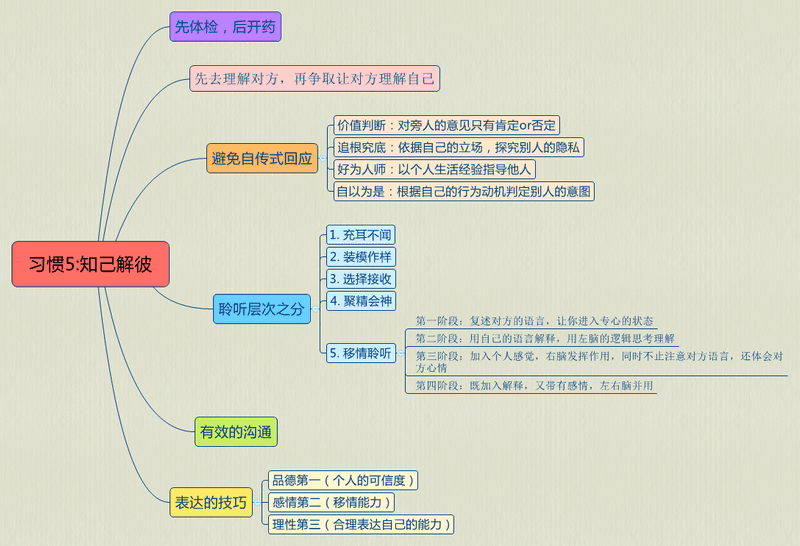 先体检，后开药
先去理解对方，再争取让对方理解自己
避免自传式回应
价值判断：对旁人的意见只有肯定or否定
追根究底：依据自己的立场，探究别人的隐私
好为人师：以个人生活经验指导他人
自以为是：根据自己的行为动机判定别人的意图
习惯5:知己解彼
聆听层次之分
1. 充耳不闻
2. 装模作样
3. 选择接收
4. 聚精会神
5. 移情聆听
第一阶段：复述对方的语言，让你进入专心的状态
第二阶段：用自己的语言解释，用左脑的逻辑思考理解
第三阶段：加入个人感觉，右脑发挥作用，同时不止注意对方语言，还体会对
方心情
第四阶段：既加入解释，又带有感情，左右脑并用
有效的沟通
表达的技巧
品德第一（个人的可信度）
感情第二（移情能力）
理性第三（合理表达自己的能力）